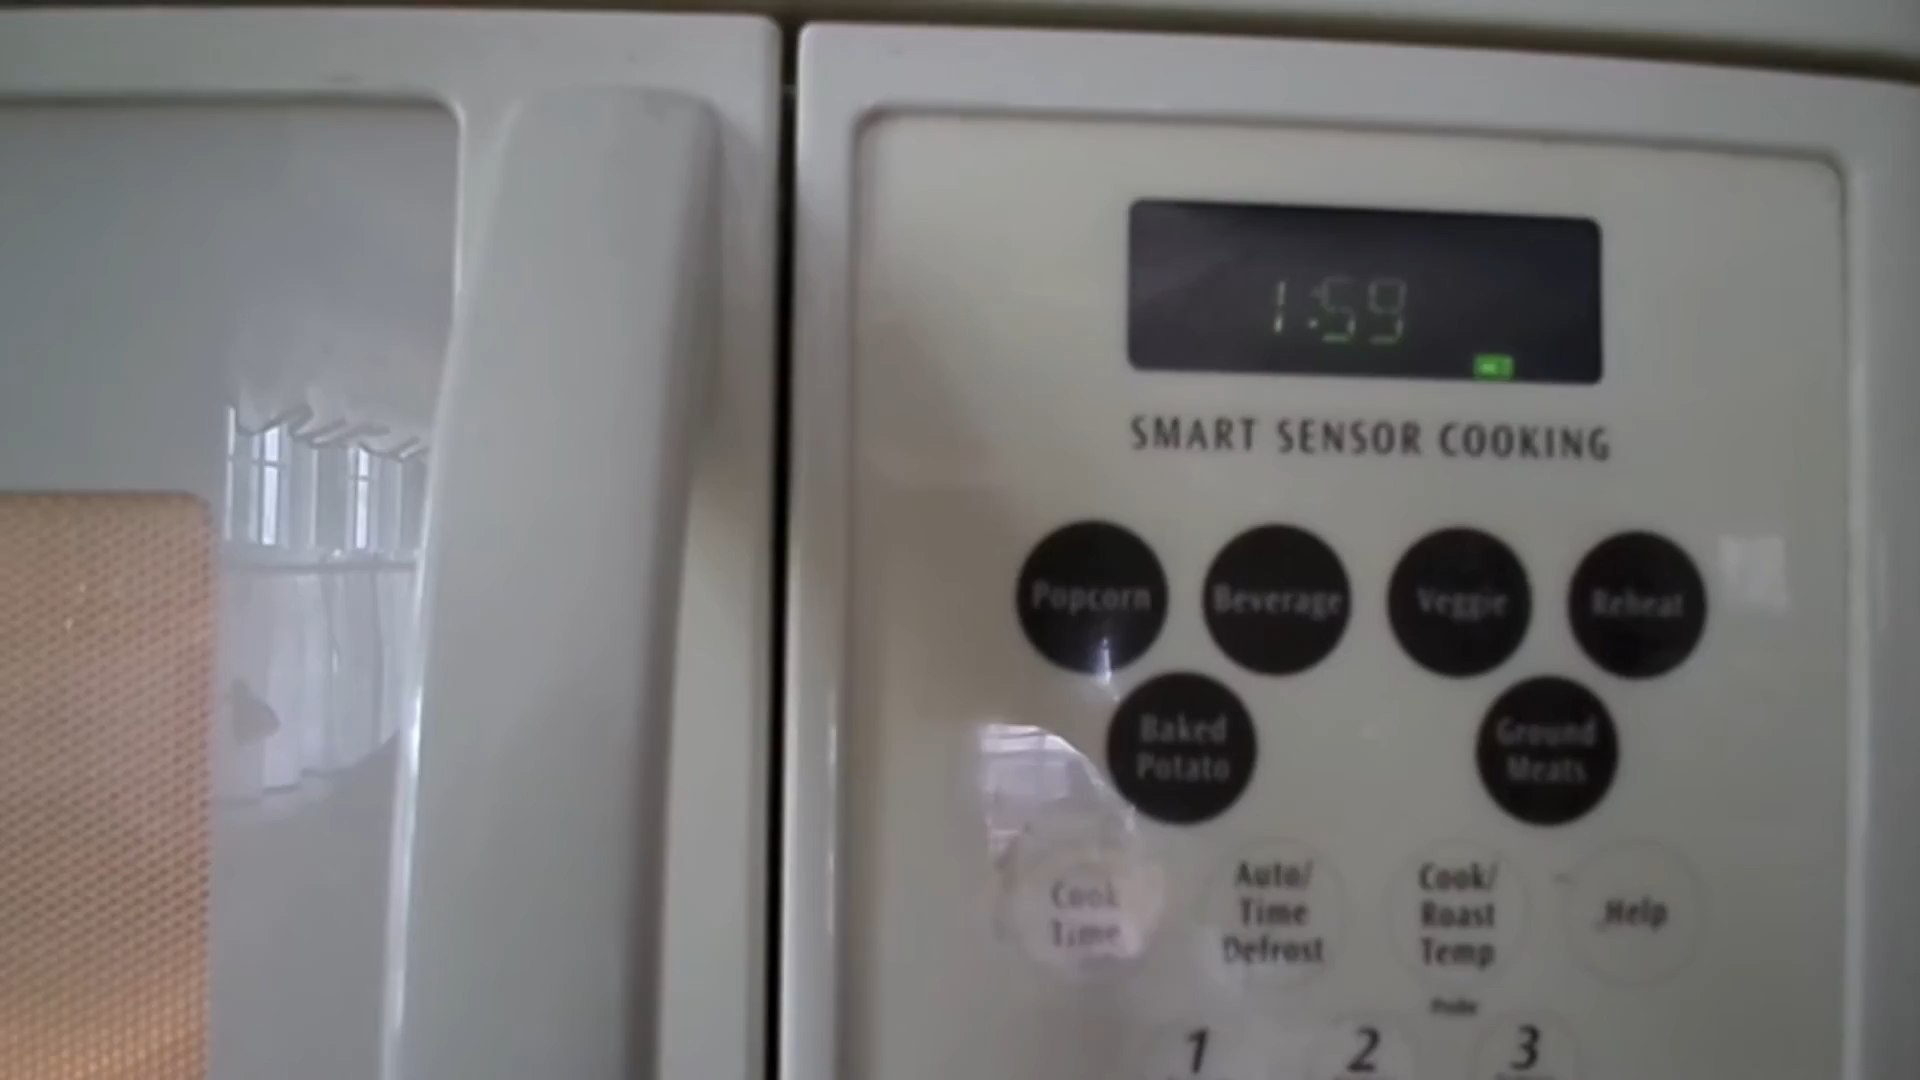 1:59
SMART SENSOR COOKING
Popcorn Beverage Veggie Reheat
Baked
Potato
Ground
Meats
Cook
Time
Auto/
Time
Defrost
Cook/
Roast
Temp
Help
1 2 3